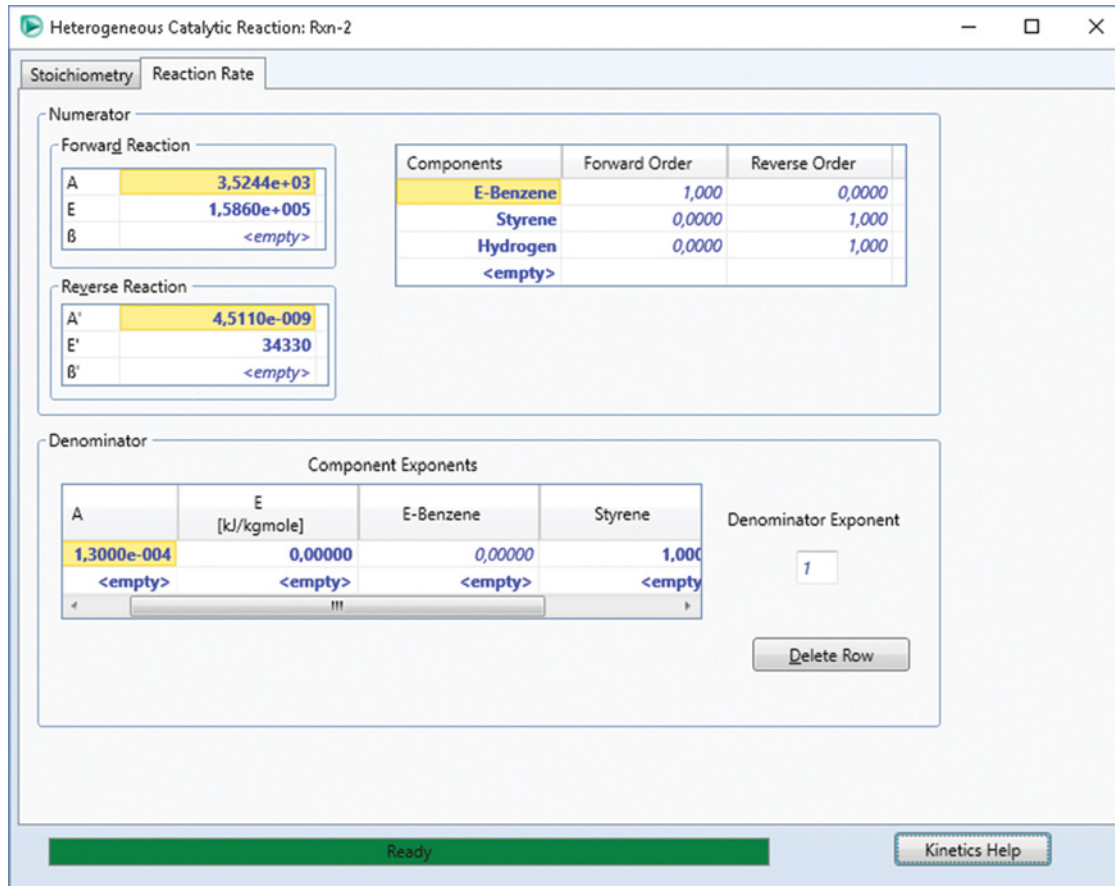 Heterogeneous Catalytic Reaction: Rxn-2
Stoichiometry Reaction Rate
Numerator
Forward Reaction
A 3,5244e+03
E 1,5860e+005
ß <empty>
Components Forward Order Reverse Order
E-Benzene 1,000 0,0000
Styrene 0,0000 1,000
Hydrogen 0,0000 1,000
<empty>
Reverse Reaction
A' 4,5110e-009
E' 34330
ß' <empty>
Denominator
Component Exponents
A E [kJ/kgmole] E-Benzene Styrene
1,3000e-004 0,00000 0,00000 1,000
<empty> <empty> <empty> <empty
Denominator Exponent
1
Delete Row
Ready
Kinetics Help